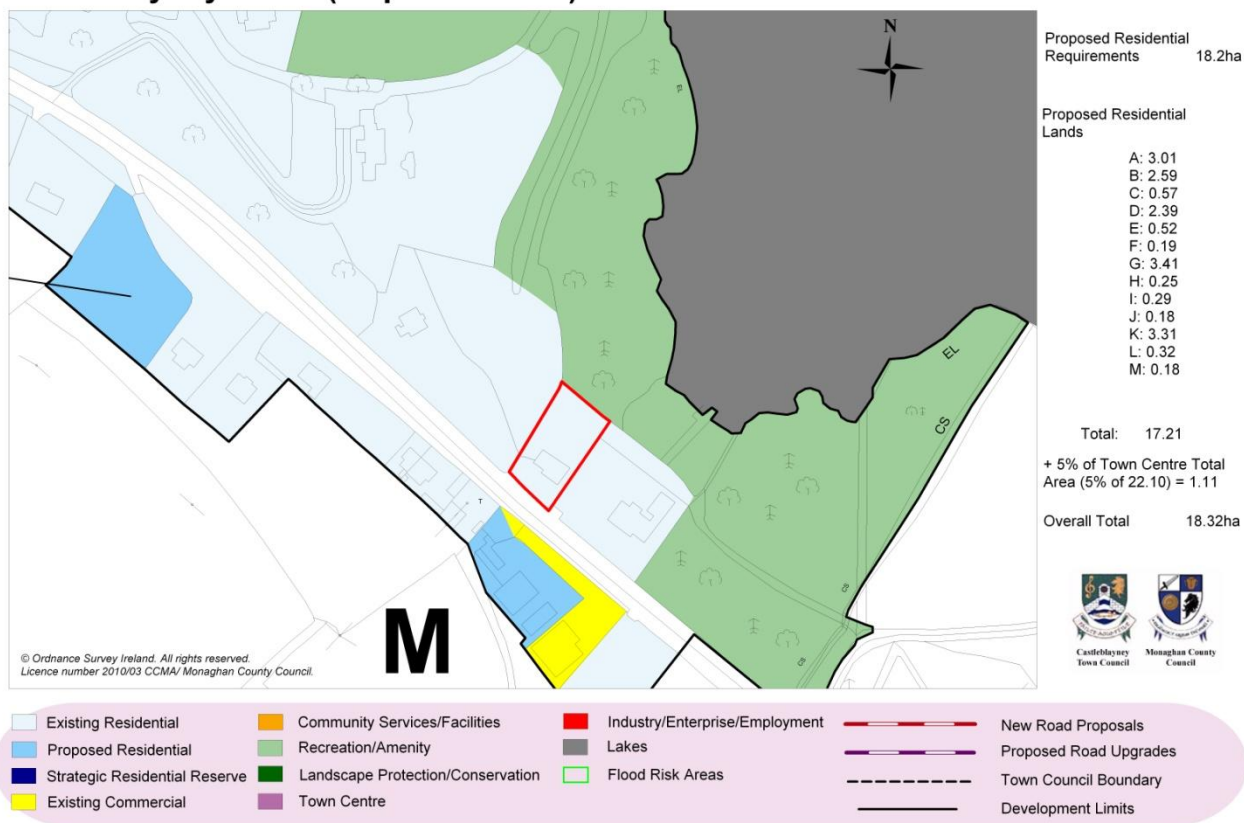 N
EL
EL
CS
T
CS
CS
M
© Ordnance Survey Ireland. All rights reserved.
Licence number 2010/03 CCMA/ Monaghan County Council.
Proposed Residential
Requirements 18.2ha
Proposed Residential
Lands
A: 3.01
B: 2.59
C: 0.57
D: 2.39
E: 0.52
F: 0.19
G: 3.41
H: 0.25
I: 0.29
J: 0.18
K: 3.31
L: 0.32
M: 0.18
Total: 17.21
+ 5% of Town Centre Total
Area (5% of 22.10) = 1.11
Overall Total 18.32ha
Castleblayney
Town Council
Monaghan County
Council
Existing Residential
Proposed Residential
Strategic Residential Reserve
Existing Commercial
Community Services/Facilities
Recreation/Amenity
Landscape Protection/Conservation
Town Centre
Industry/Enterprise/Employment
Lakes
Flood Risk Areas
New Road Proposals
Proposed Road Upgrades
Town Council Boundary
Development Limits